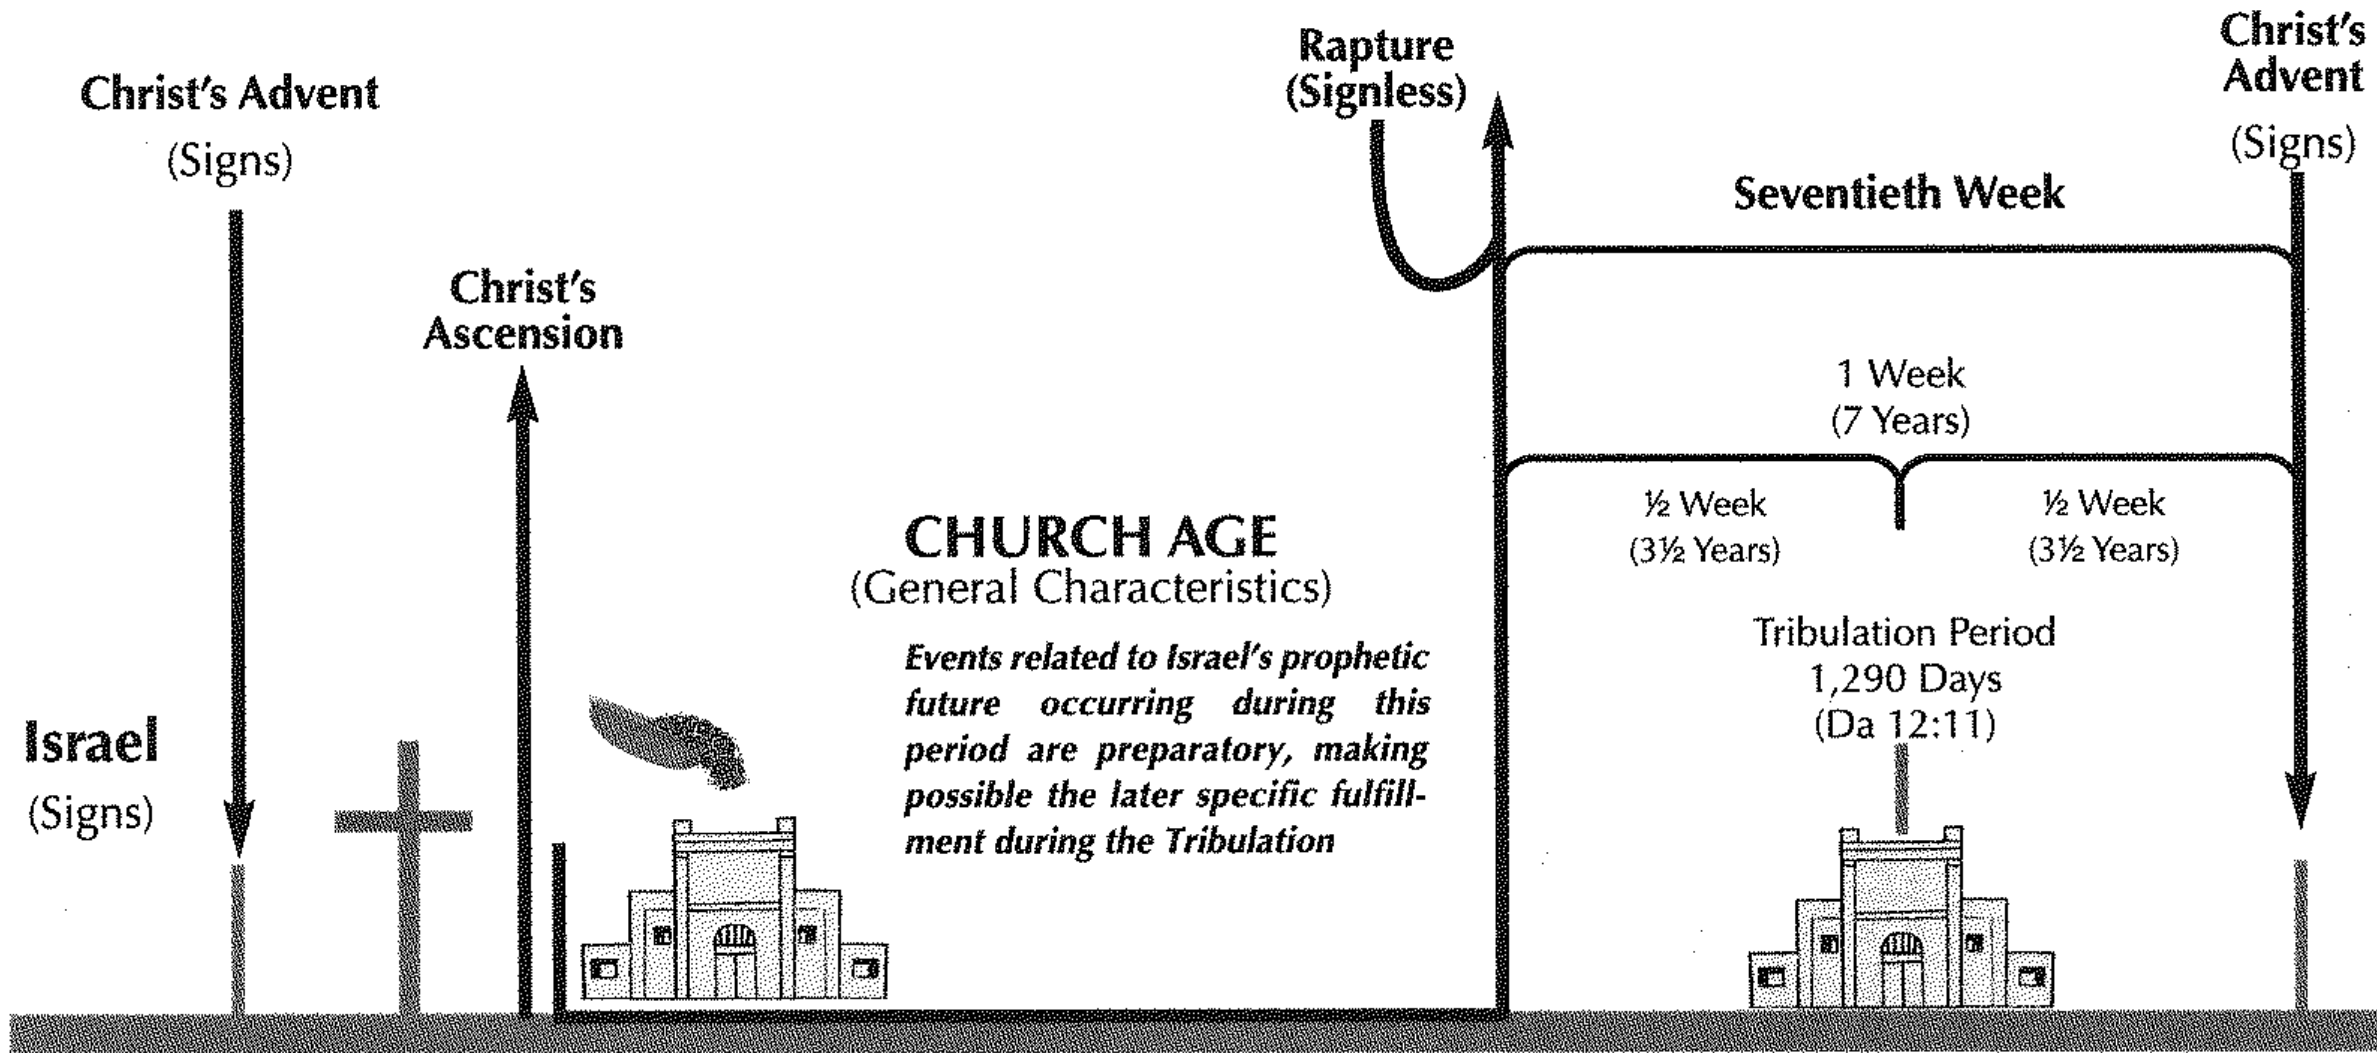 Christ's Advent
(Signs)
Israel
(Signs)
Christ's
Ascension
CHURCH AGE
(General Characteristics)
Events related to Israel's prophetic
future occurring during this
period are preparatory, making
possible the later specific fulfill-
ment during the Tribulation
Rapture
(Signless)
Seventieth Week
1 Week
(7 Years)
½ Week
(3½ Years)
½ Week
(3½ Years)
Tribulation Period
1,290 Days
(Da 12:11)
Christ's
Advent
(Signs)